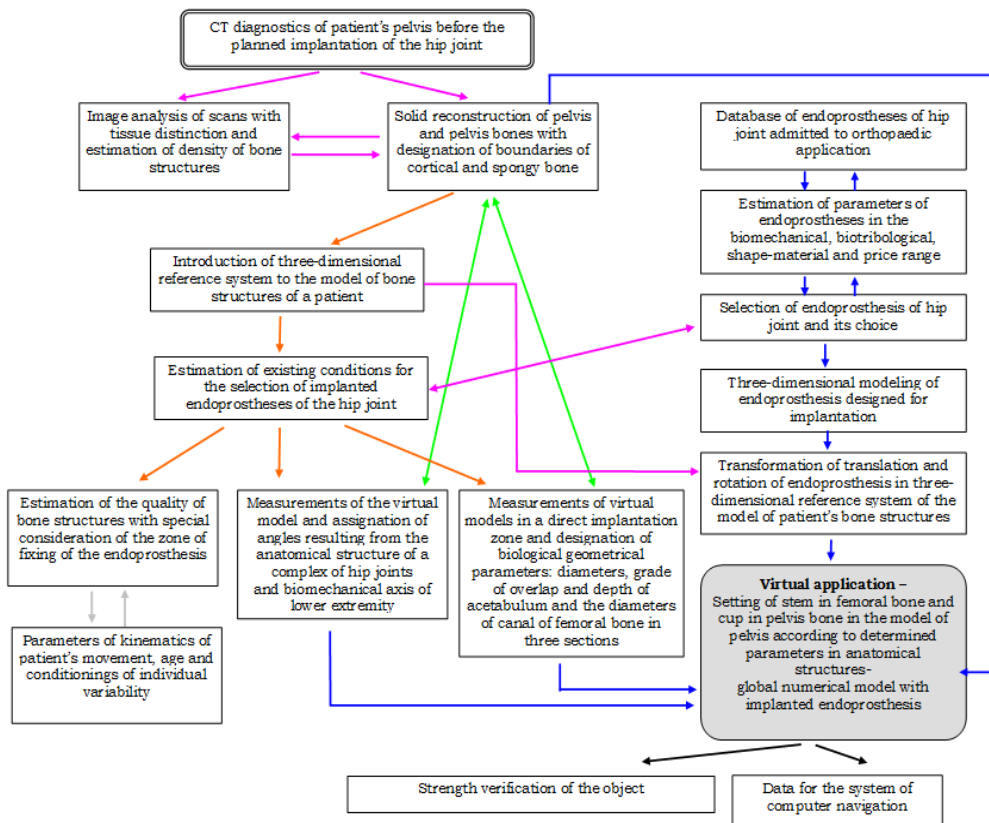 CT diagnostics of patient's pelvis before the
planned implantation of the hip joint
Image analysis of scans with
tissue distinction and
estimation of density of bone
structures
Solid reconstruction of pelvis
and pelvis bones with
designation of boundaries of
cortical and spongy bone
Database of endoprostheses of hip
joint admitted to orthopaedic
application
Estimation of parameters of
endoprostheses in the
biomechanical, biotribological,
shape-material and price range
Introduction of three-dimensional
reference system to the model of bone
structures of a patient
Selection of endoprosthesis of hip
joint and its choice
Estimation of existing conditions for
the selection of implanted
endoprostheses of the hip joint
Three-dimensional modeling of
endoprosthesis designed for
implantation
Transformation of translation and
rotation of endoprosthesis in three-
dimensional reference system of the
model of patient's bone structures
Estimation of the quality of
bone structures with special
consideration of the zone of
fixing of the endoprosthesis
Measurements of the virtual
model and assignation of
angles resulting from the
anatomical structure of a
complex of hip joints
and biomechanical axis of
lower extremity
Measurements of virtual
models in a direct implantation
zone and designation of
biological geometrical
parameters: diameters, grade
of overlap and depth of
acetabulum and the diameters
of canal of femoral bone in
three sections
Parameters of kinematics of
patient's movement, age and
conditionings of individual
variability
Virtual application –
Setting of stem in femoral bone and
cup in pelvis bone in the model of
pelvis according to determined
parameters in anatomical
structures-
global numerical model with
implanted endoprosthesis
Strength verification of the object
Data for the system of
computer navigation